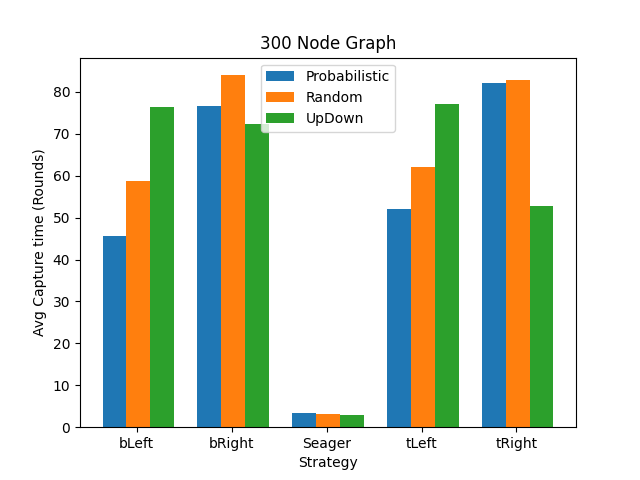 300 Node Graph
Probabilistic
Random
UpDown
Avg Capture time (Rounds)
80
70
60
50
40
30
20
10
0
bLeft bRight Seager tLeft tRight
Strategy